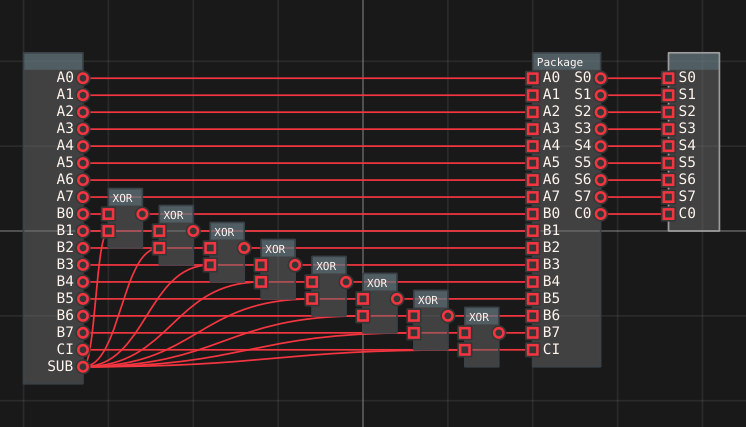 A0
A1
A2
A3
A4
A5
A6
A7
B0
B1
B2
B3
B4
B5
B6
B7
CI
SUB
XOR
XOR
XOR
XOR
XOR
XOR
XOR
XOR
Package
A0 S0
A1 S1
A2 S2
A3 S3
A4 S4
A5 S5
A6 S6
A7 S7
B0 C0
B1
B2
B3
B4
B5
B6
B7
CI
S0
S1
S2
S3
S4
S5
S6
S7
C0